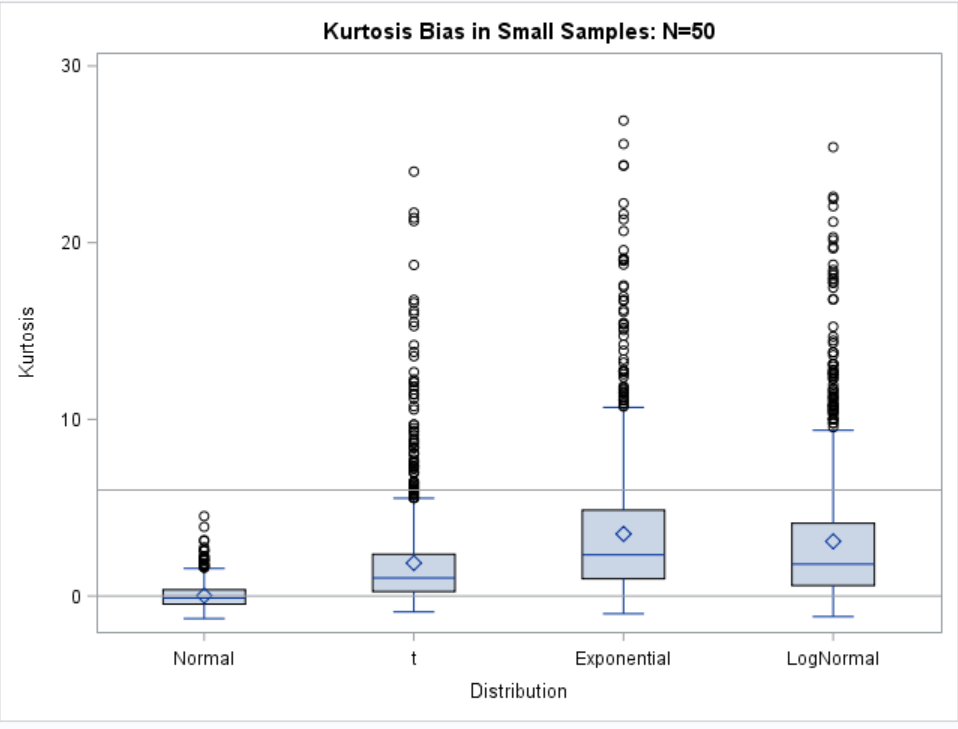 Kurtosis Bias in Small Samples: N=50
30
20
10
0
Kurtosis
Normal
t
Exponential
LogNormal
Distribution